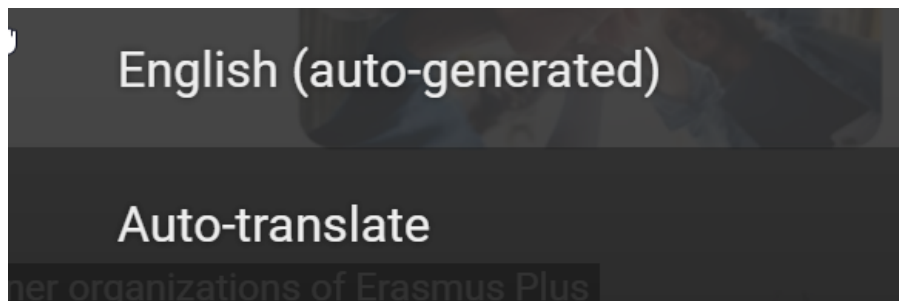 English (auto-generated)
Auto-translate
organizations of Erasmus Plus